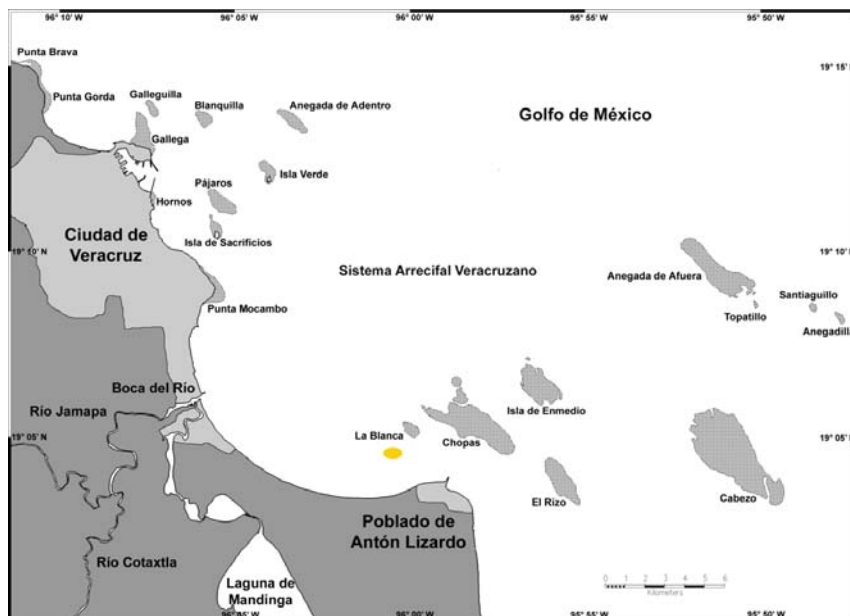 96° 10' W
96° 05' W
96° 00' W
95° 55' W
95° 50' W
Punta Brava
19° 15' N
Punta Gorda
Galleguilla
Blanquilla
Anegada de Adentro
Golfo de México
Gallega
Isla Verde
Pájaros
Hornos
Ciudad de
Veracruz
Isla de Sacrificios
19° 10' N
19° 10' N
Sistema Arrecifal Veracruzano
Anegada de Afuera
Santiaguillo
Punta Mocambo
Topatillo
Anegadilla
Boca del Río
Río Jamapa
Isla de Enmedio
La Blanca
Chopas
19° 05' N
19° 05' N
El Rizo
Cabezo
Poblado de
Antón Lizardo
Río Cotaxtla
Laguna de
Mandinga
0 1 2 3 4 5 6
Kilometers
96° 05' W
96° 00' W
95° 55' W
95° 50' W